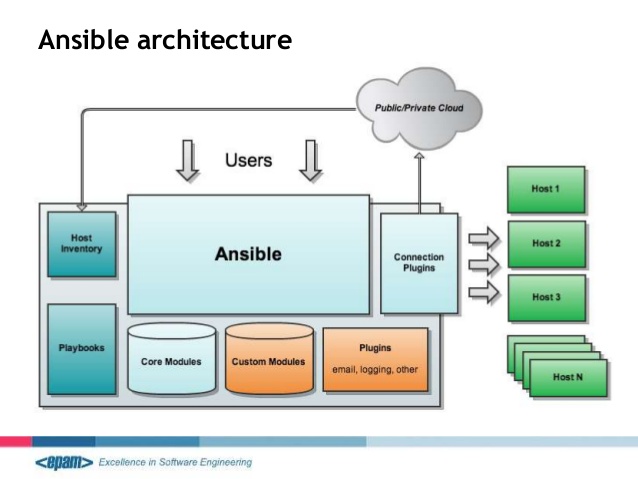 Ansible architecture
Public/Private Cloud
Users
Host
Inventory
Ansible
Connection
Plugins
Host 1
Host 2
Host 3
Host N
Playbooks
Core Modules
Custom Modules
Plugins
email, logging, other
<epam> Excellence in Software Engineering